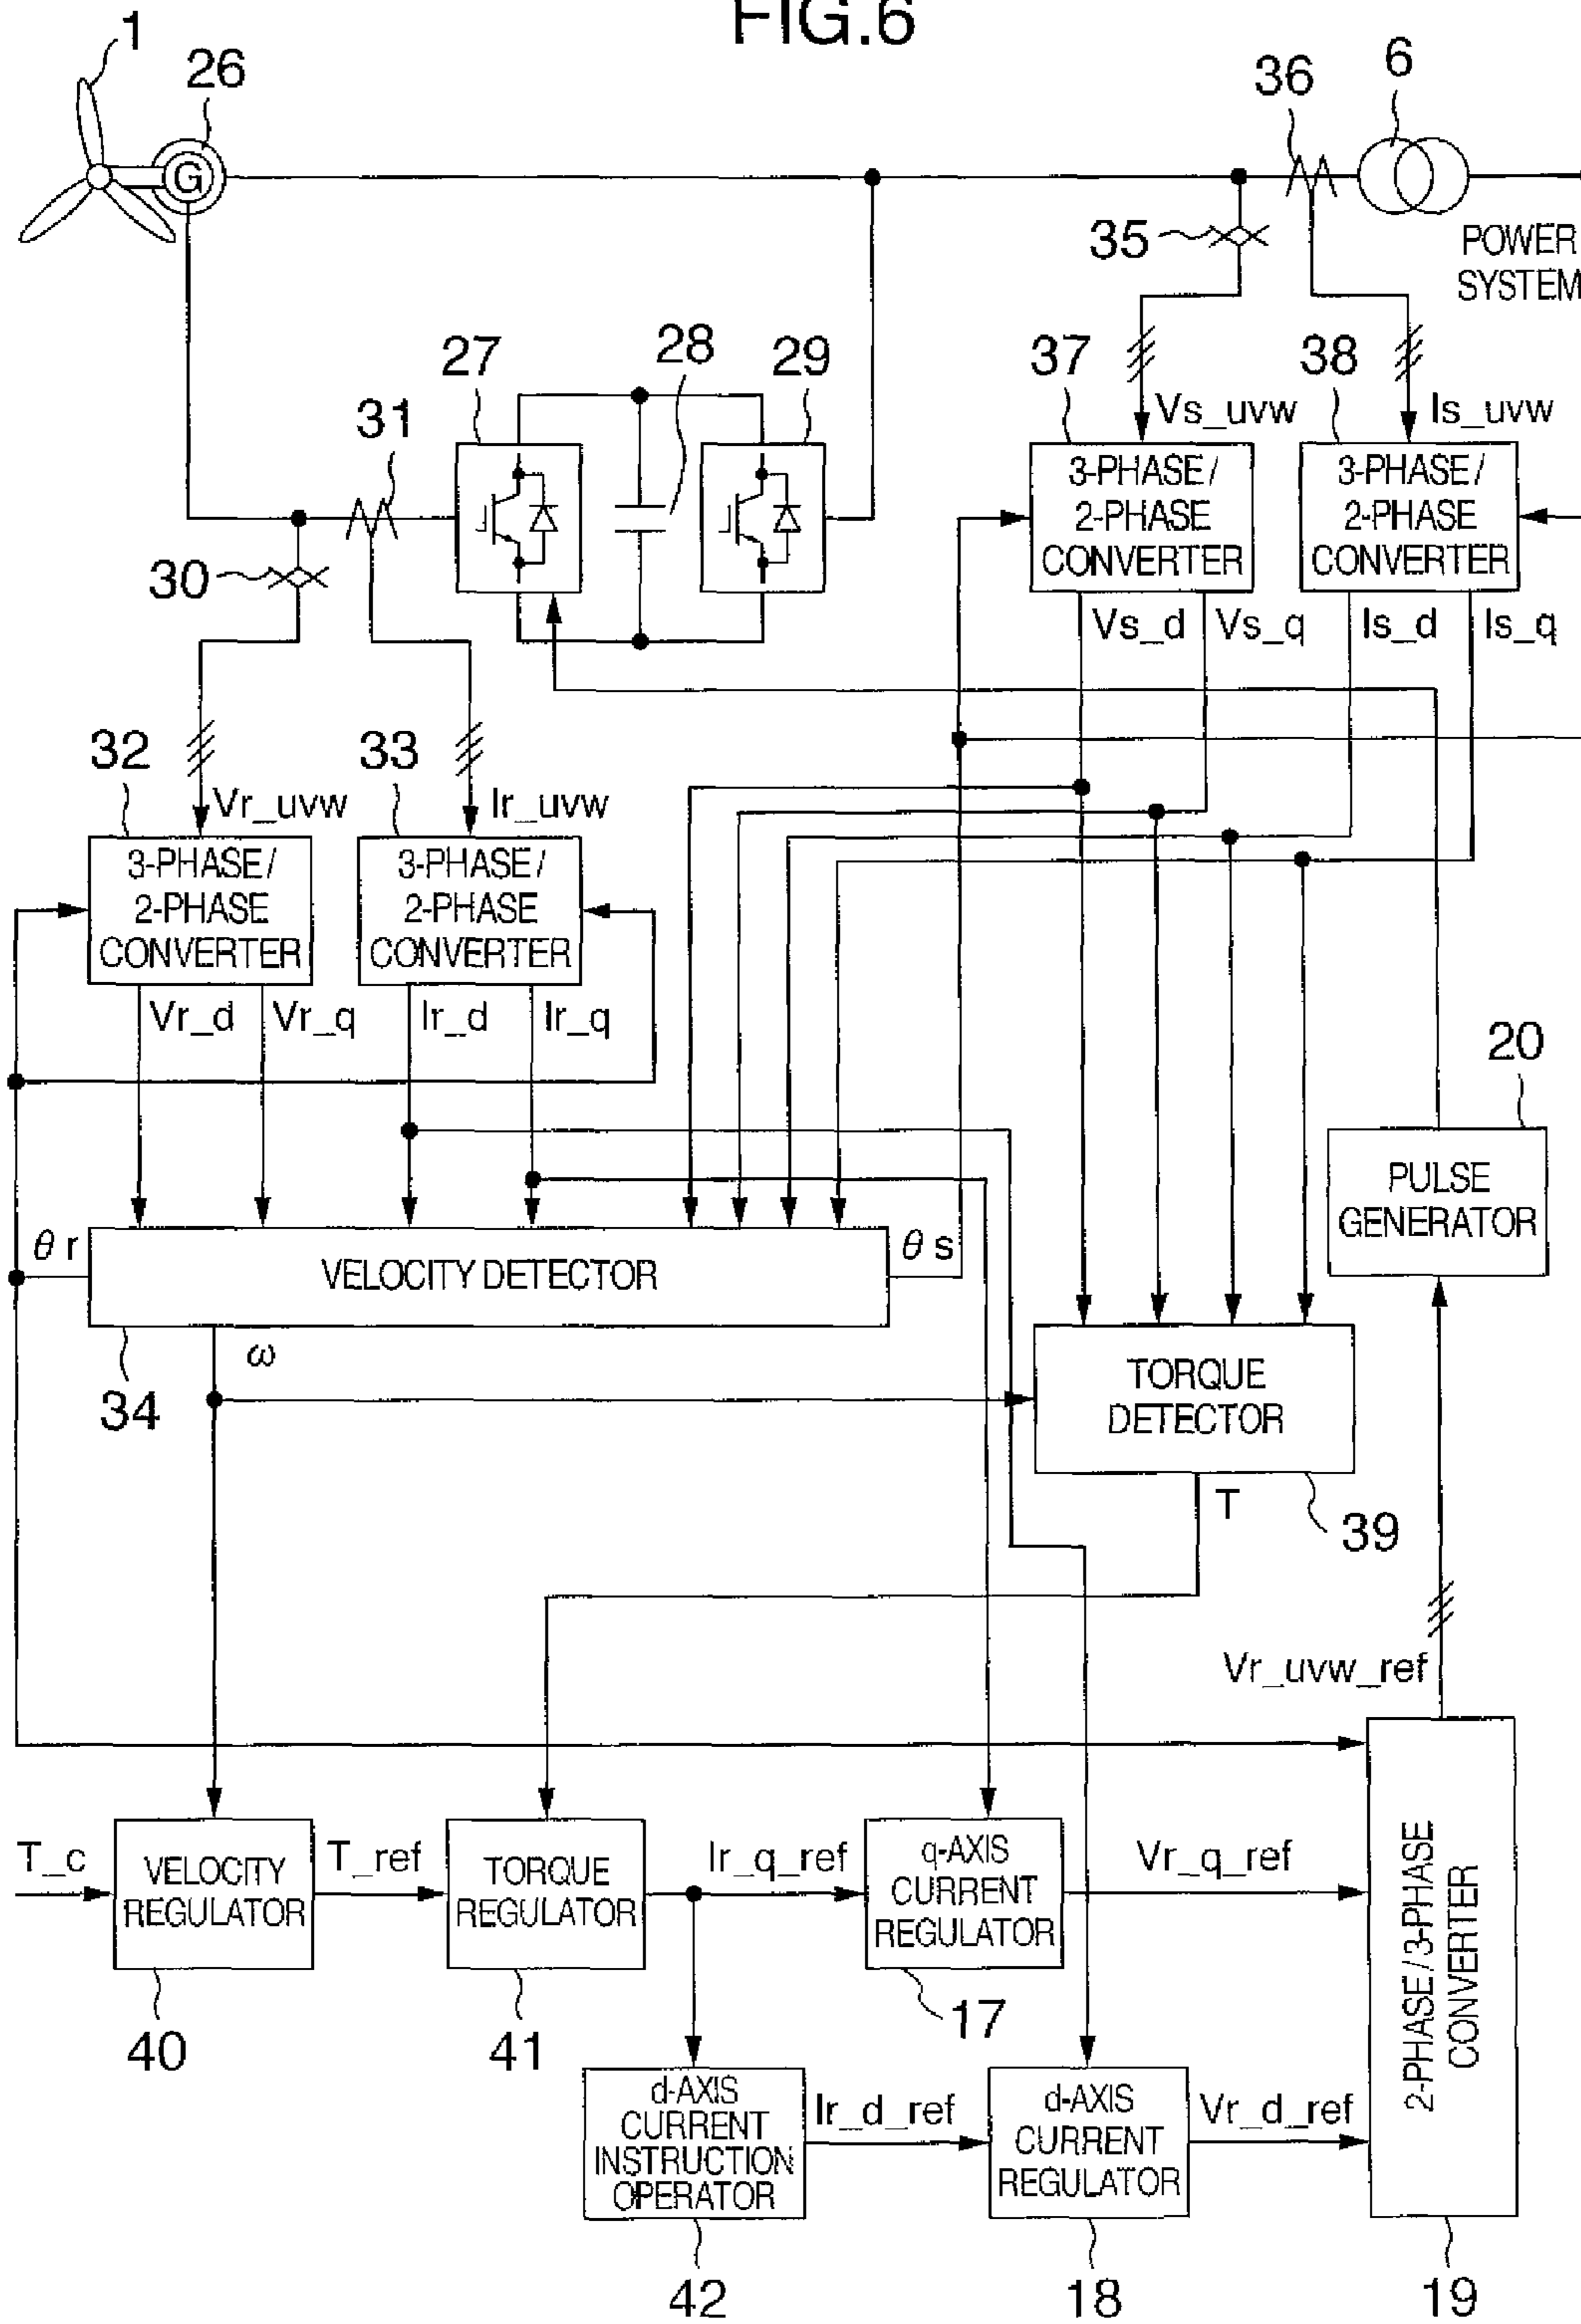 FIG.6
1
26
36
6
G
35
POWER
SYSTEM
27
28
29
37
38
31
Vs_uvw
Is_uvw
3-PHASE/
2-PHASE
CONVERTER
3-PHASE/
2-PHASE
CONVERTER
30
Vs_d
Vs_q
Is_d
Is_q
32
33
Vr_uvw
Ir_uvw
3-PHASE/
2-PHASE
CONVERTER
3-PHASE/
2-PHASE
CONVERTER
Vr_d
Vr_q
Ir_d
Ir_q
20
PULSE
GENERATOR
θr
VELOCITY DETECTOR
θs
34
ω
TORQUE
DETECTOR
T
39
Vr_uvw_ref
T_c
VELOCITY
REGULATOR
T_ref
TORQUE
REGULATOR
Ir_q_ref
q-AXIS
CURRENT
REGULATOR
Vr_q_ref
2-PHASE/3-PHASE
CONVERTER
40
41
17
d-AXIS
CURRENT
INSTRUCTION
OPERATOR
Ir_d_ref
d-AXIS
CURRENT
REGULATOR
Vr_d_ref
42
18
19